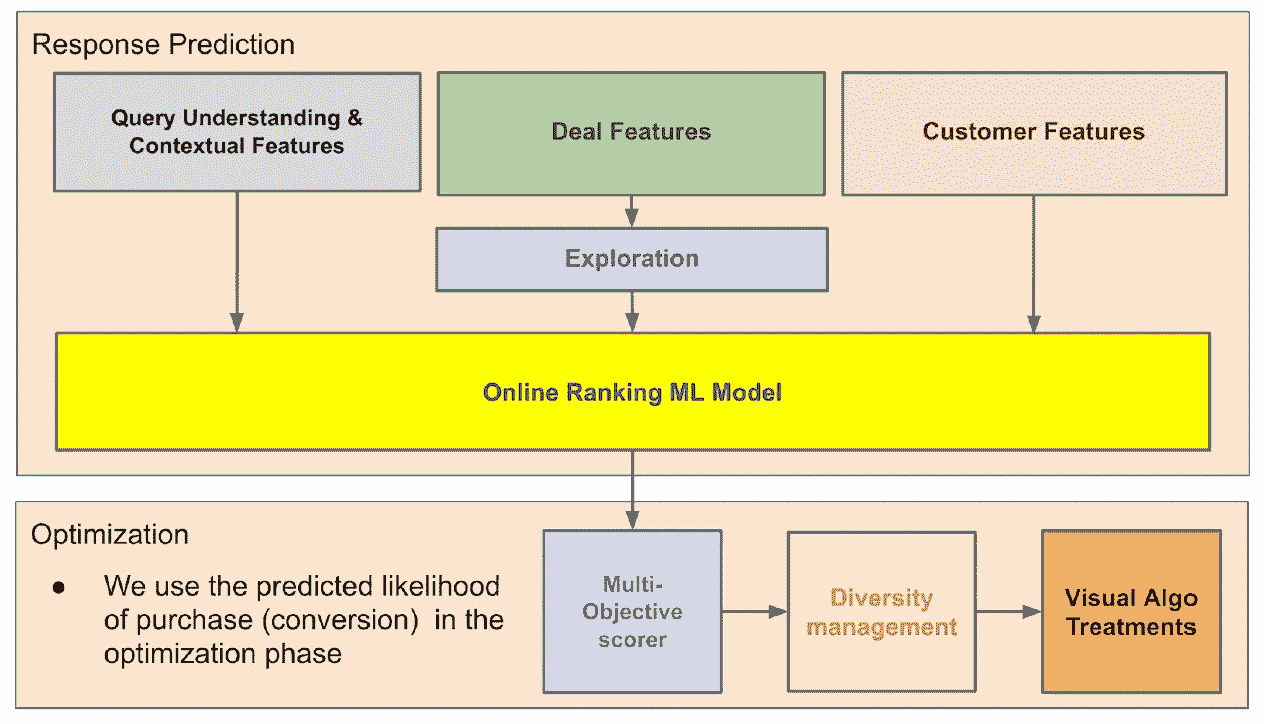 Response Prediction
Query Understanding &
Contextual Features
Deal Features
Customer Features
Exploration
Online Ranking ML Model
Optimization
● We use the predicted likelihood
of purchase (conversion) in the
optimization phase
Multi-
Objective
scorer
Diversity
management
Visual Algo
Treatments